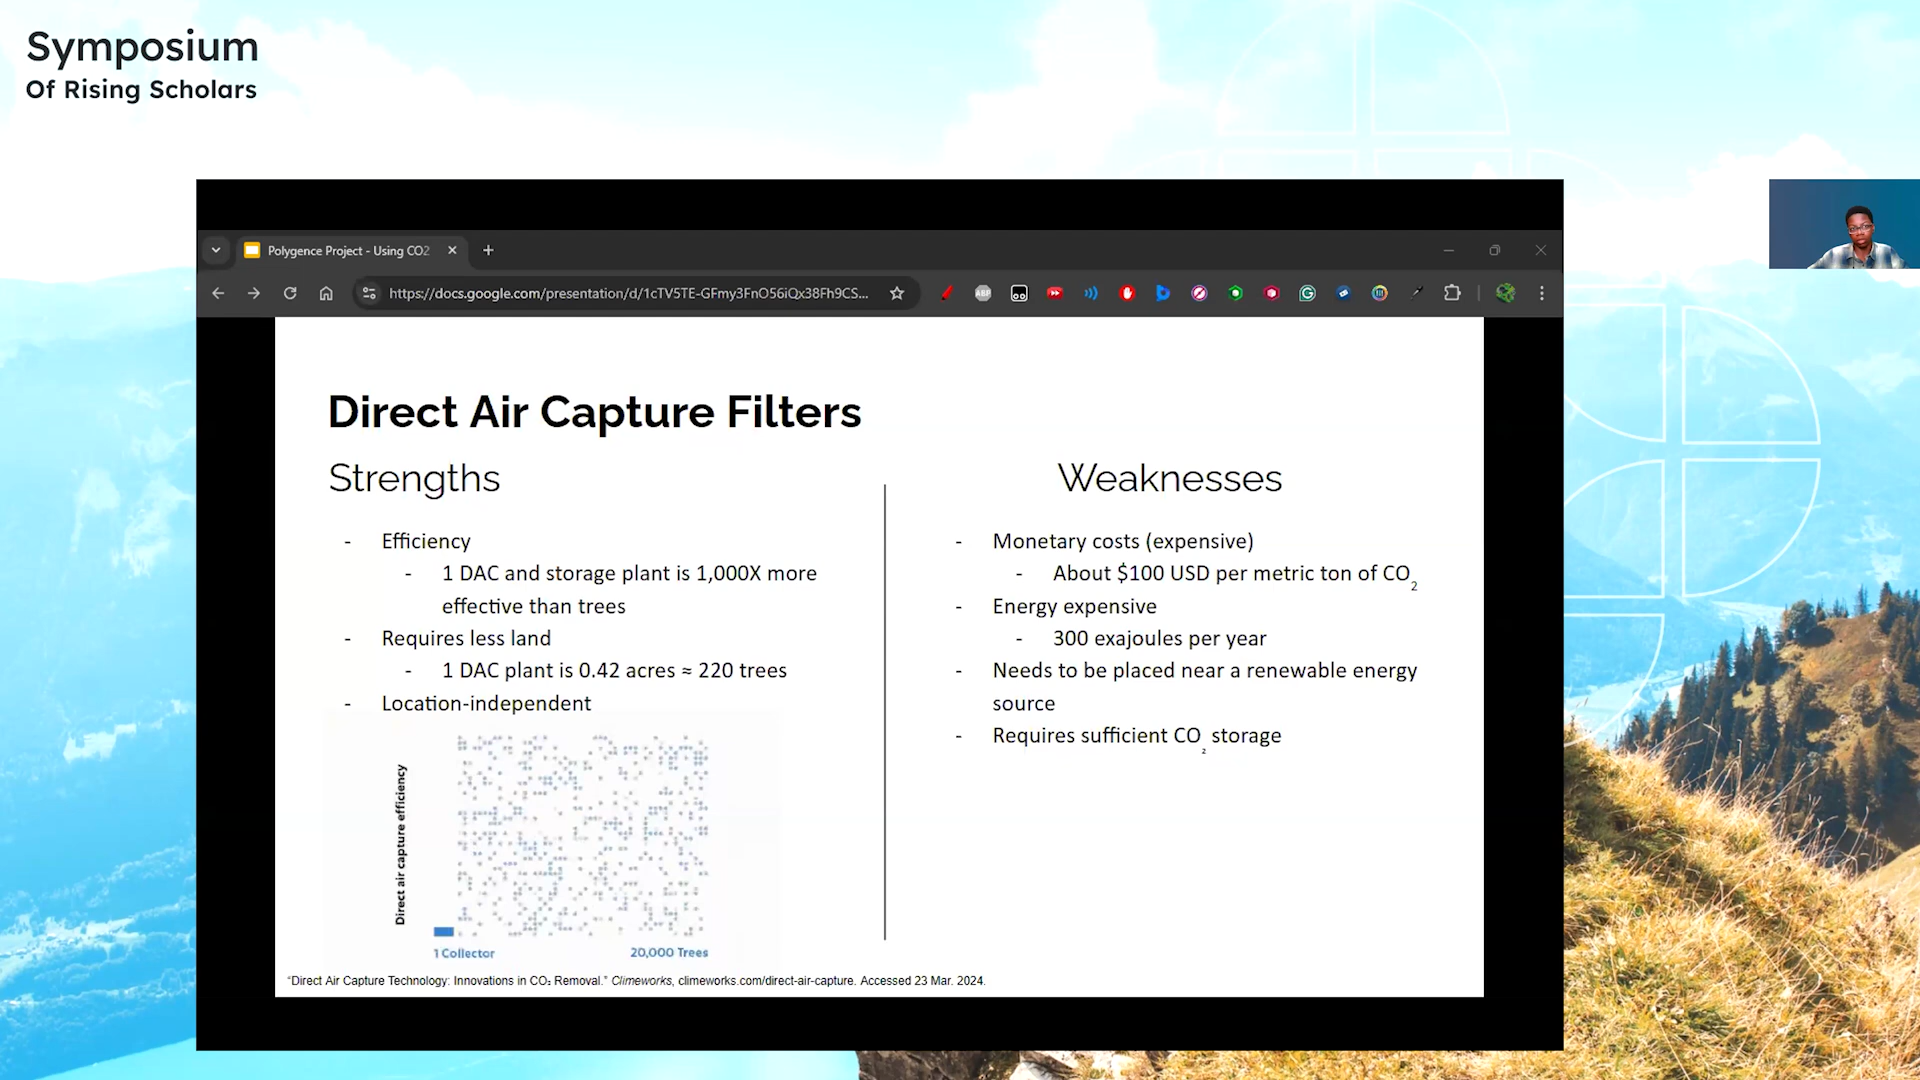 Symposium
Of Rising Scholars
Polygence Project - Using CO2
https://docs.google.com/presentation/d/1cTV5TE-GFmy3FnO56iQx38Fh9CS...
ABP
Direct Air Capture Filters
Strengths
- Efficiency
- 1 DAC and storage plant is 1,000X more
effective than trees
- Requires less land
- 1 DAC plant is 0.42 acres ≈ 220 trees
- Location-independent
Direct air capture efficiency
1 Collector
20,000 Trees
Weaknesses
- Monetary costs (expensive)
- About $100 USD per metric ton of CO₂
- Energy expensive
- 300 exajoules per year
- Needs to be placed near a renewable energy
source
- Requires sufficient CO₂ storage
"Direct Air Capture Technology: Innovations in CO₂ Removal." Climeworks, climeworks.com/direct-air-capture. Accessed 23 Mar. 2024.